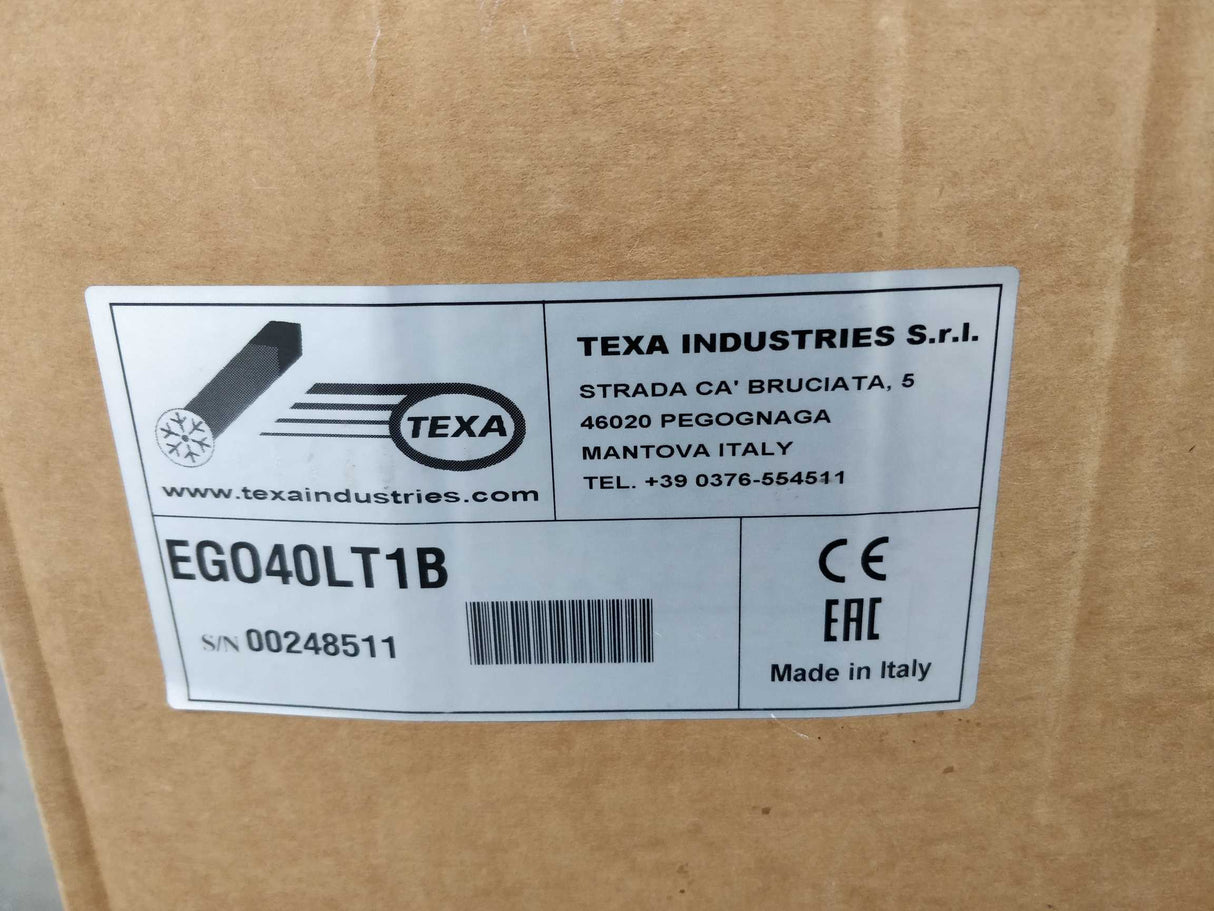 TEXA
www.texaindustries.com
TEXA INDUSTRIES S.r.l.
STRADA CA' BRUCIATA, 5
46020 PEGOGNAGA
MANTOVA ITALY
TEL. +39 0376-554511
EGO40LT1B
S/N 00248511
CE
EAC
Made in Italy